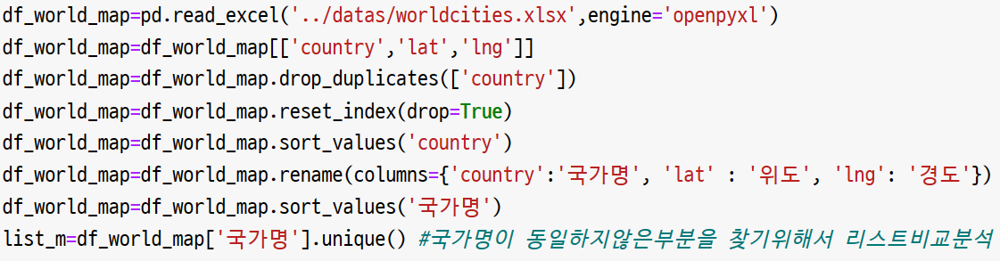 df_world_map=pd.read_excel('../datas/worldcities.xlsx',engine='openpyxl')
df_world_map=df_world_map[['country','lat','lng']]
df_world_map=df_world_map.drop_duplicates(['country'])
df_world_map=df_world_map.reset_index(drop=True)
df_world_map=df_world_map.sort_values('country')
df_world_map=df_world_map.rename(columns={'country':'국가명', 'lat' : '위도', 'lng': '경도'})
df_world_map=df_world_map.sort_values('국가명')
list_m=df_world_map['국가명'].unique() #국가명이 동일하지않은부분을 찾기위해서 리스트비교분석